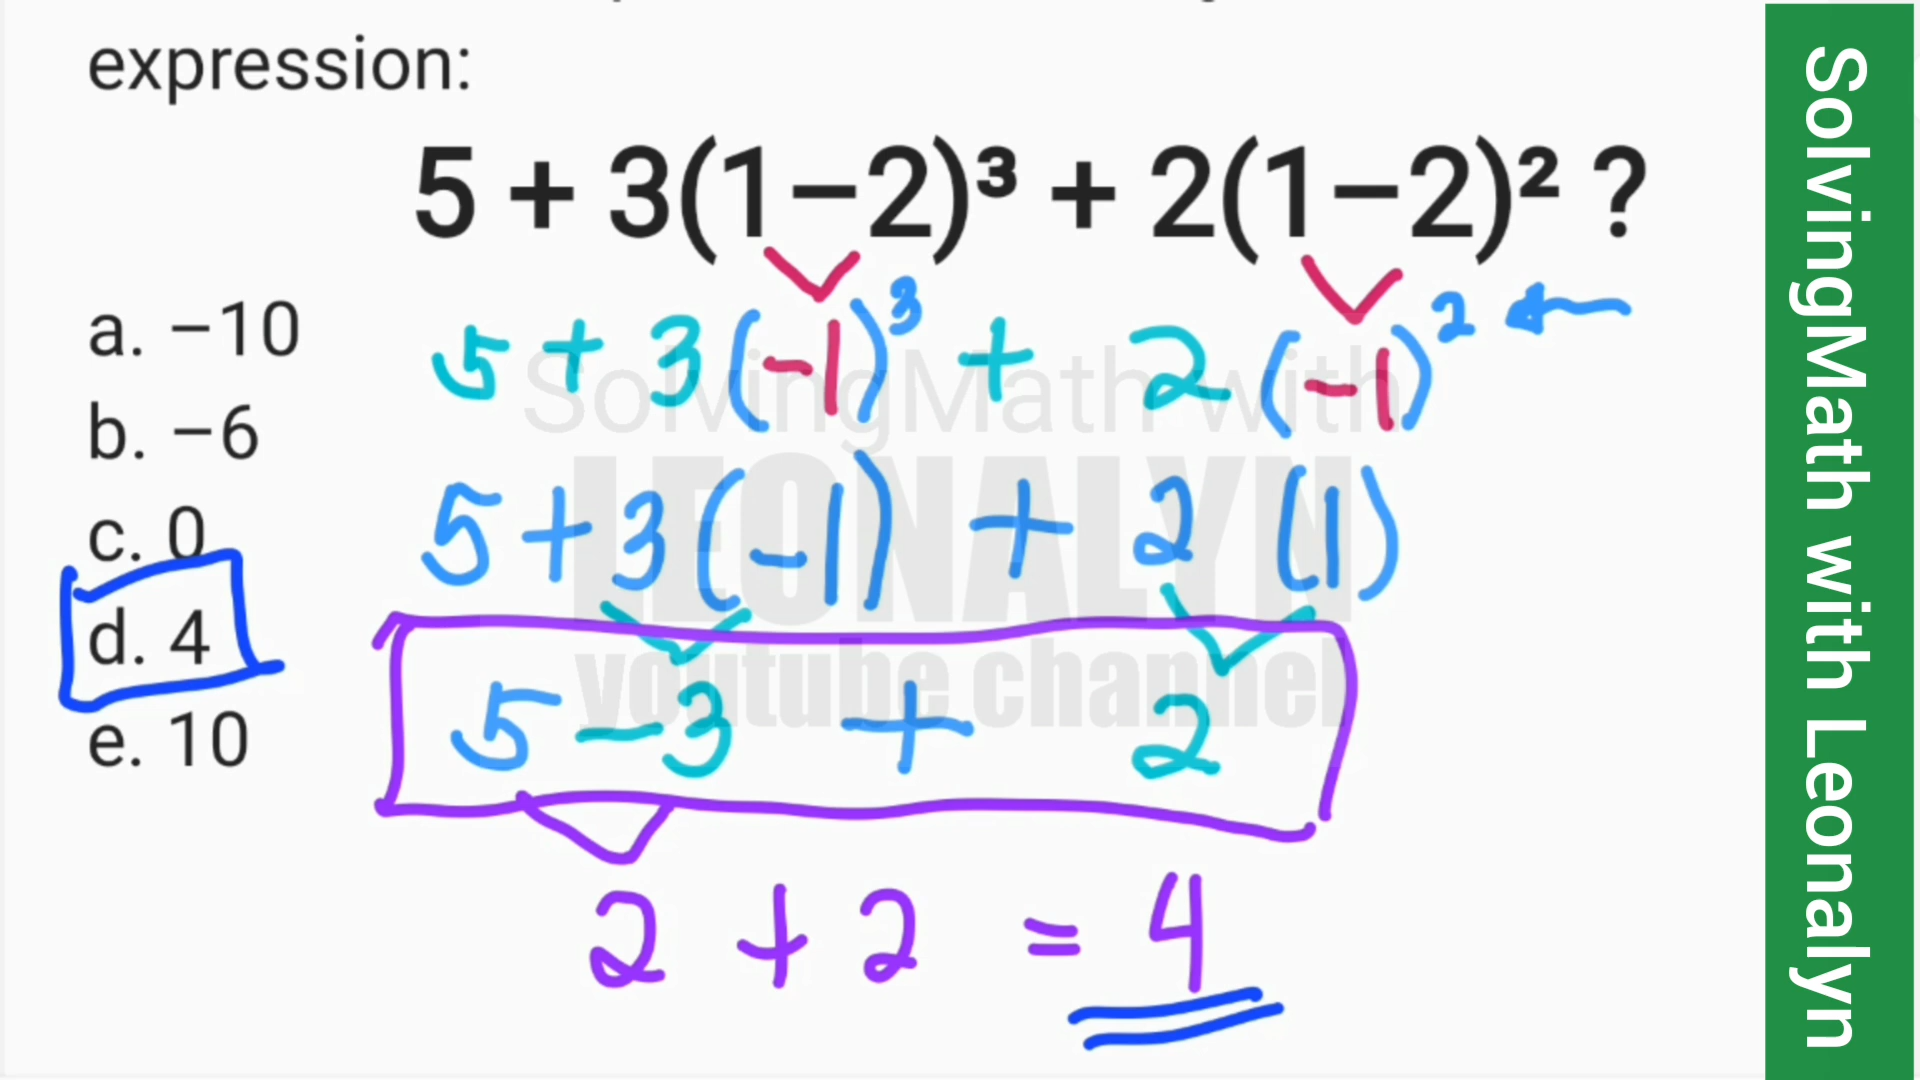 expression:
5 + 3(1−2)³ + 2(1−2)² ?
a. −10
b. −6
c. 0
d. 4
e. 10
5 + 3(-1)³ + 2(-1)²
5 + 3(-1) + 2(1)
5 - 3 + 2
2 + 2 = 4
SolvingMath with
LEONALYN
youtube channel
SolvingMath with Leonalyn